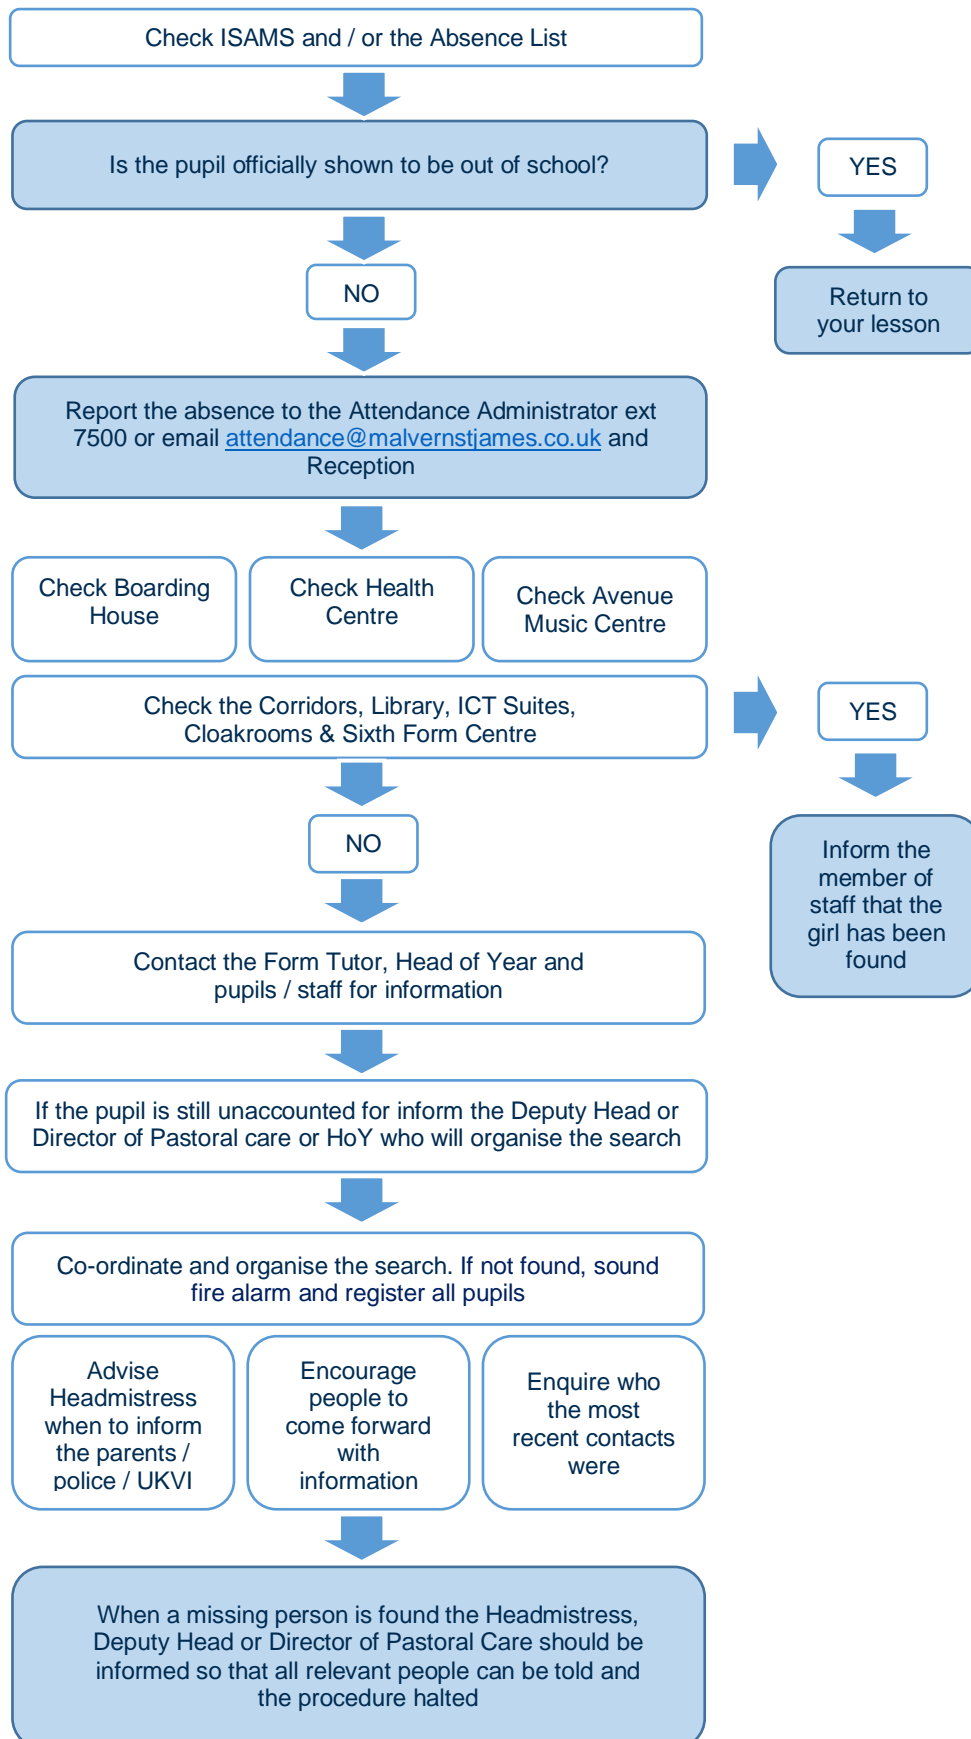 Check ISAMS and / or the Absence List
Is the pupil officially shown to be out of school?
YES
Return to
your lesson
NO
Report the absence to the Attendance Administrator ext
7500 or email attendance@malvernstjames.co.uk and
Reception
Check Boarding
House
Check Health
Centre
Check Avenue
Music Centre
Check the Corridors, Library, ICT Suites,
Cloakrooms & Sixth Form Centre
YES
Inform the
member of
staff that the
girl has been
found
NO
Contact the Form Tutor, Head of Year and
pupils / staff for information
If the pupil is still unaccounted for inform the Deputy Head or
Director of Pastoral care or HoY who will organise the search
Co-ordinate and organise the search. If not found, sound
fire alarm and register all pupils
Advise
Headmistress
when to inform
the parents /
police / UKVI
Encourage
people to
come forward
with
information
Enquire who
the most
recent contacts
were
When a missing person is found the Headmistress,
Deputy Head or Director of Pastoral Care should be
informed so that all relevant people can be told and
the procedure halted